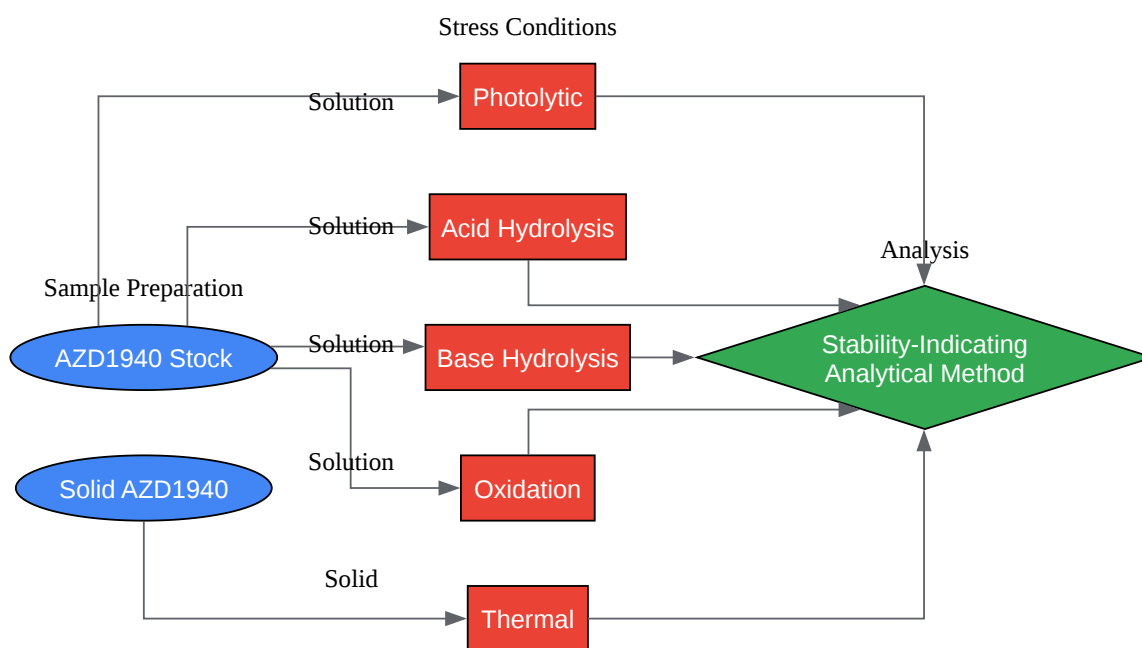 Stress Conditions
Photolytic
Solution
Solution
Acid Hydrolysis
Analysis
Sample Preparation
AZD1940 Stock
Solution
Base Hydrolysis
Stability-Indicating
Analytical Method
Solution
Solid AZD1940
Oxidation
Solid
Thermal